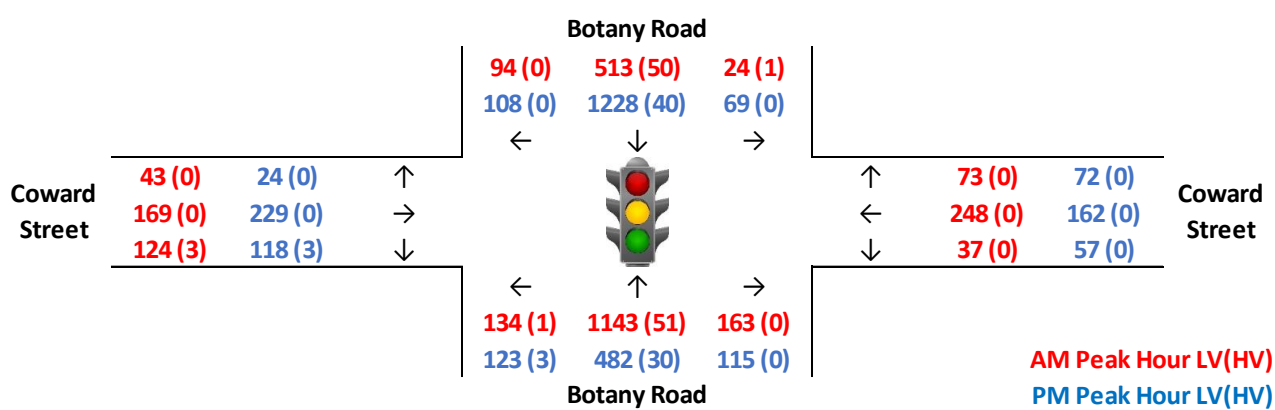 Botany Road
94 (0) 513 (50) 24 (1)
108 (0) 1228 (40) 69 (0)
← ↓ →
Coward
Street
43 (0) 24 (0) ↑
169 (0) 229 (0) →
124 (3) 118 (3) ↓
↑ 73 (0) 72 (0)
← 248 (0) 162 (0)
↓ 37 (0) 57 (0)
Coward
Street
← ↑ →
134 (1) 1143 (51) 163 (0)
123 (3) 482 (30) 115 (0)
Botany Road
AM Peak Hour LV(HV)
PM Peak Hour LV(HV)